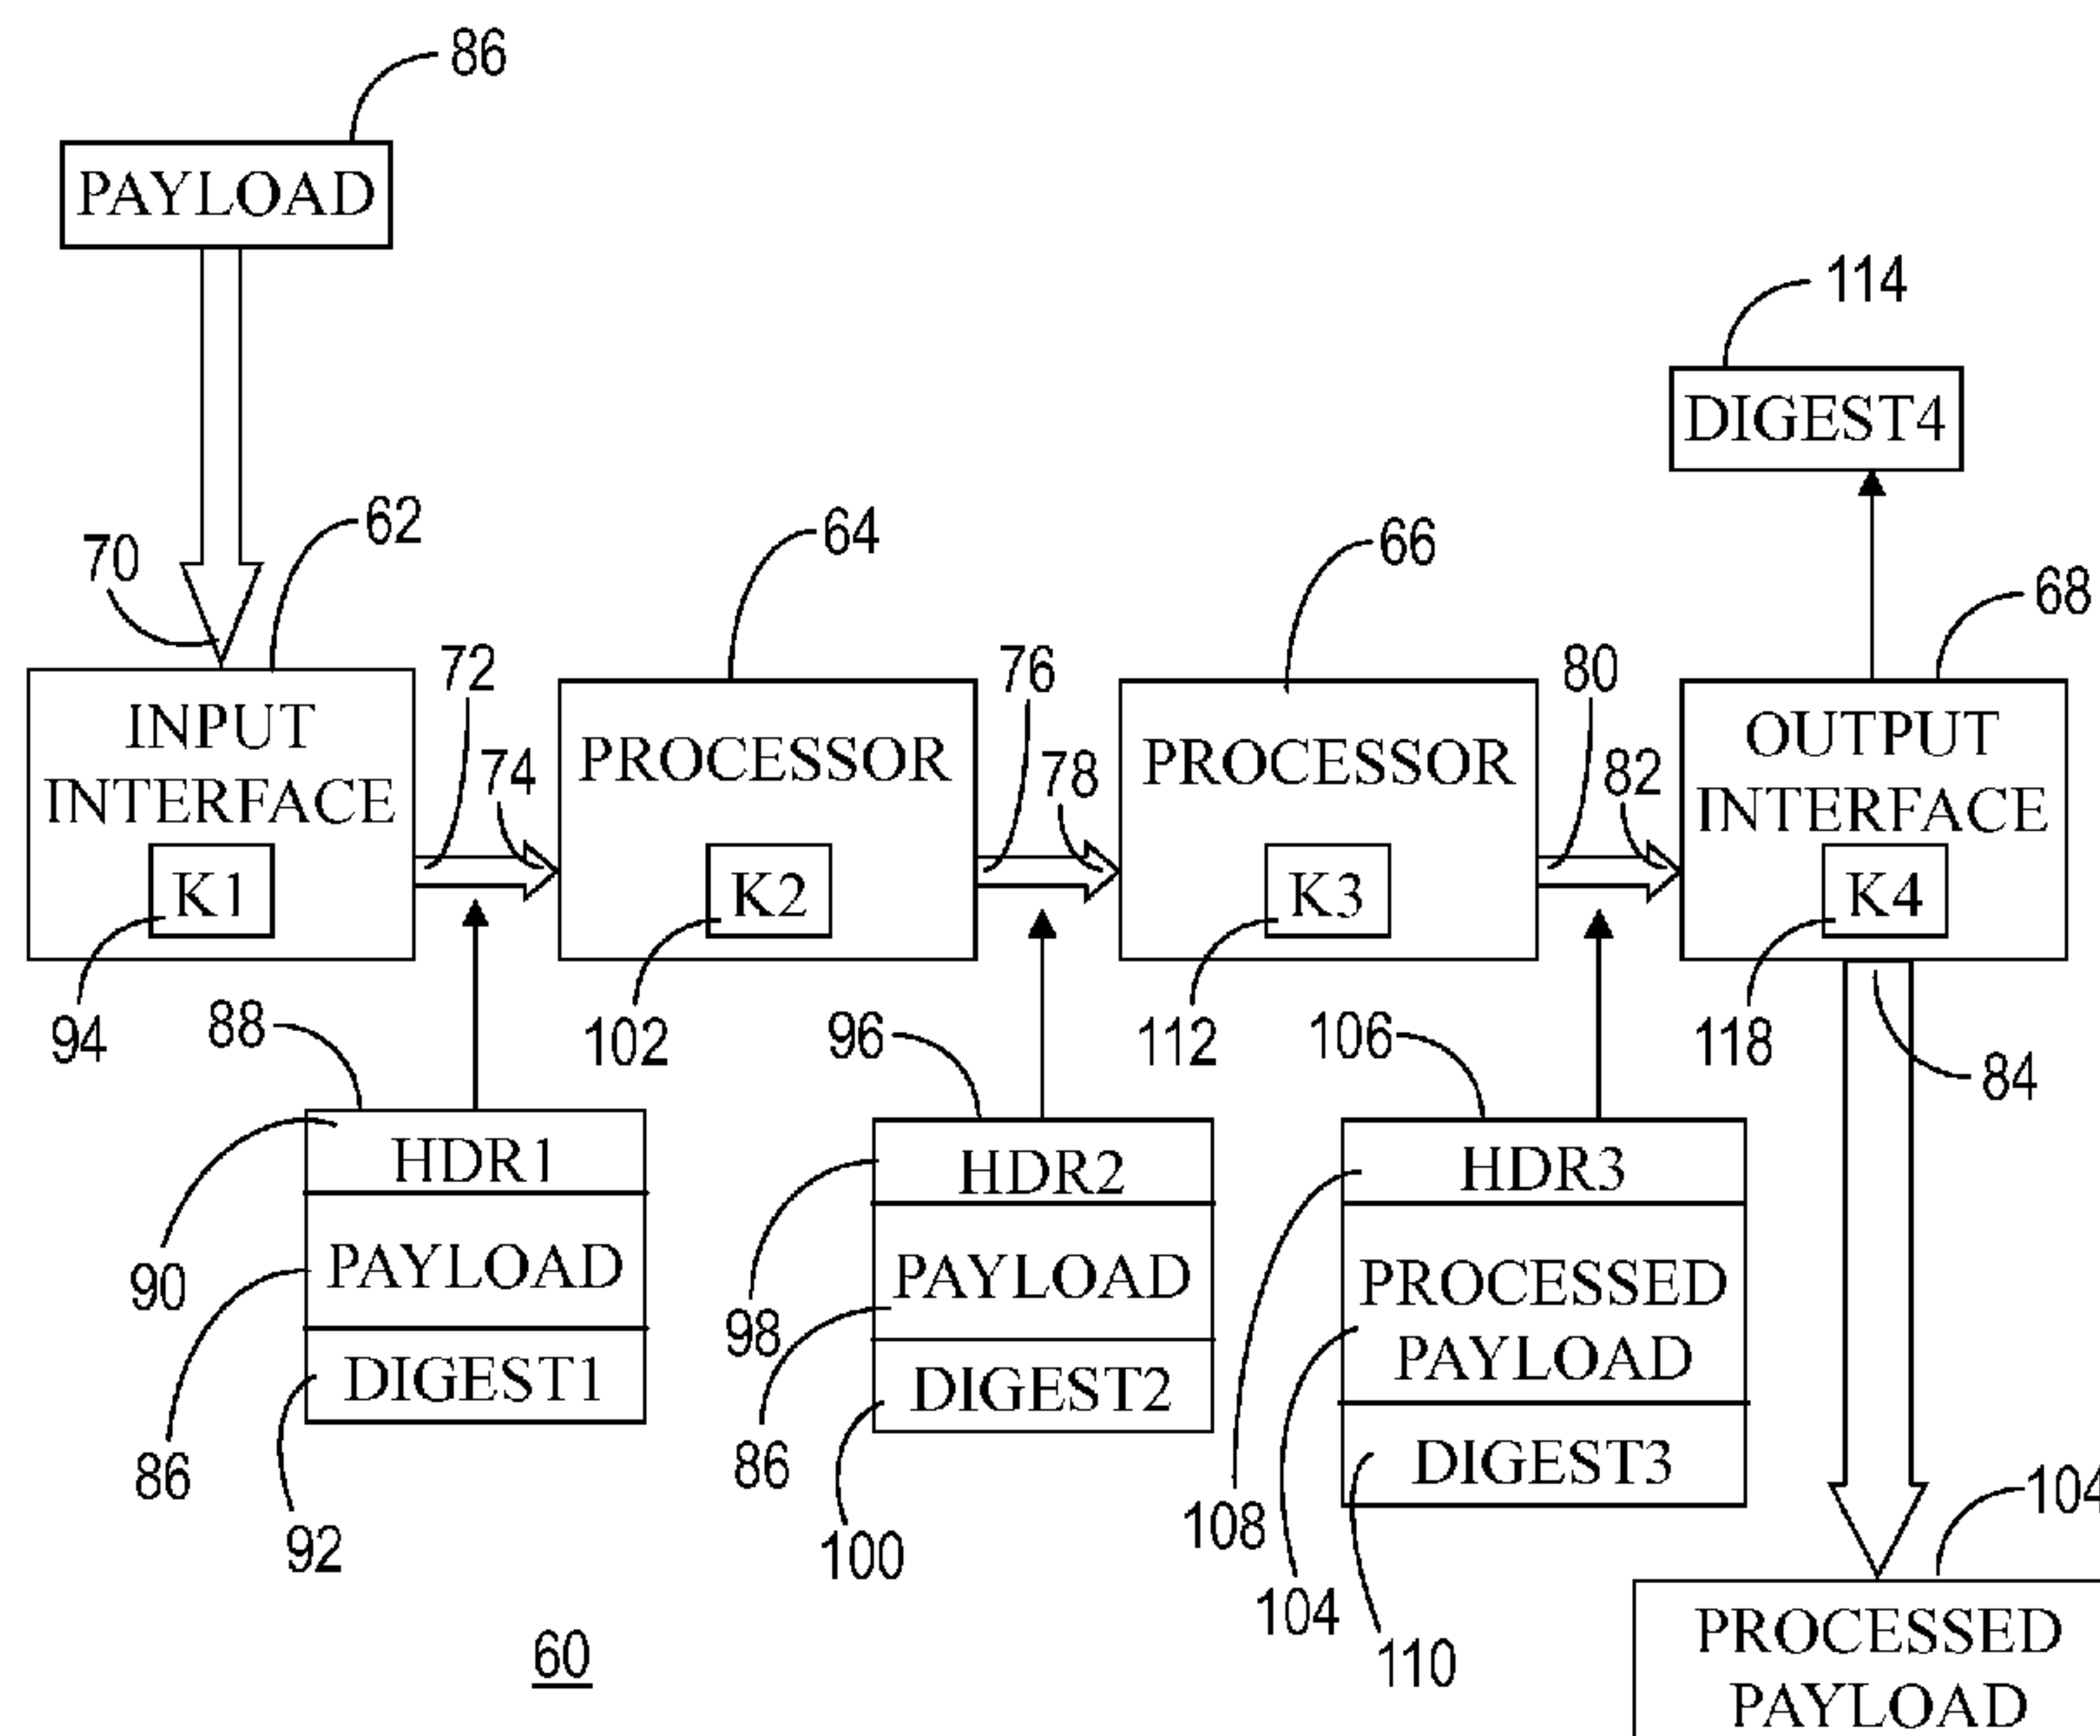 86
PAYLOAD
114
DIGEST4
70
62
64
66
68
72
74
76
78
80
82
INPUT
INTERFACE
K1
PROCESSOR
K2
PROCESSOR
K3
OUTPUT
INTERFACE
K4
94
88
102
96
112
106
118
84
HDR1
PAYLOAD
DIGEST1
90
86
92
HDR2
PAYLOAD
DIGEST2
98
86
100
HDR3
PROCESSED
PAYLOAD
DIGEST3
108
104
110
104
PROCESSED
PAYLOAD
60